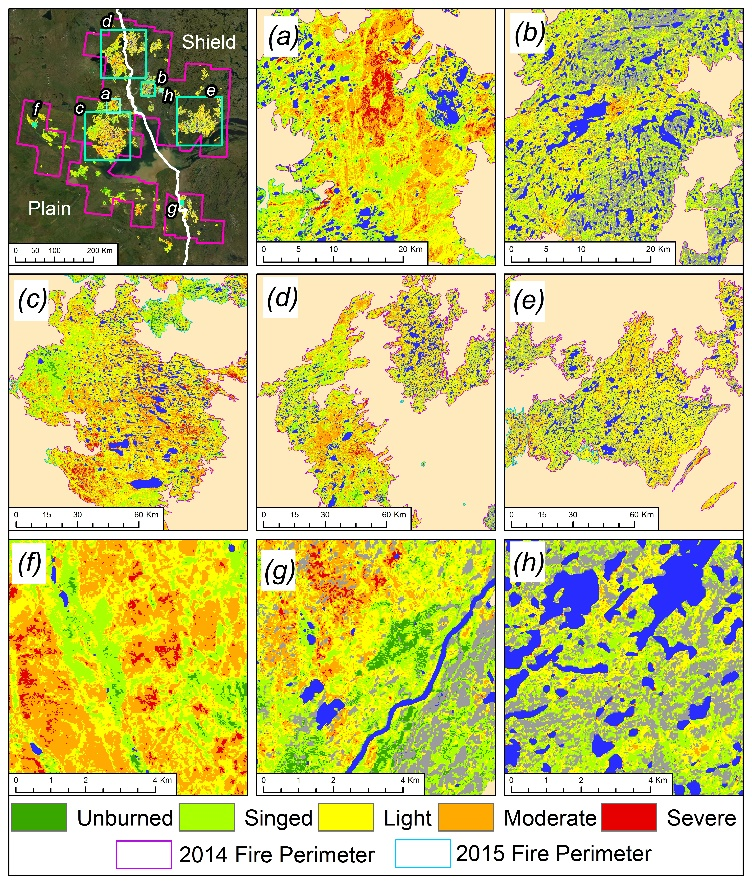 d
Shield
b
h
e
a
f
c
Plain
g
0 50 100 200 Km
(a)
0 5 10 20 Km
(b)
0 5 10 20 Km
(c)
0 15 30 60 Km
(d)
0 15 30 60 Km
(e)
0 15 30 60 Km
(f)
0 1 2 4 Km
(g)
0 1 2 4 Km
(h)
0 1 2 4 Km
Unburned Singed Light Moderate Severe
2014 Fire Perimeter 2015 Fire Perimeter